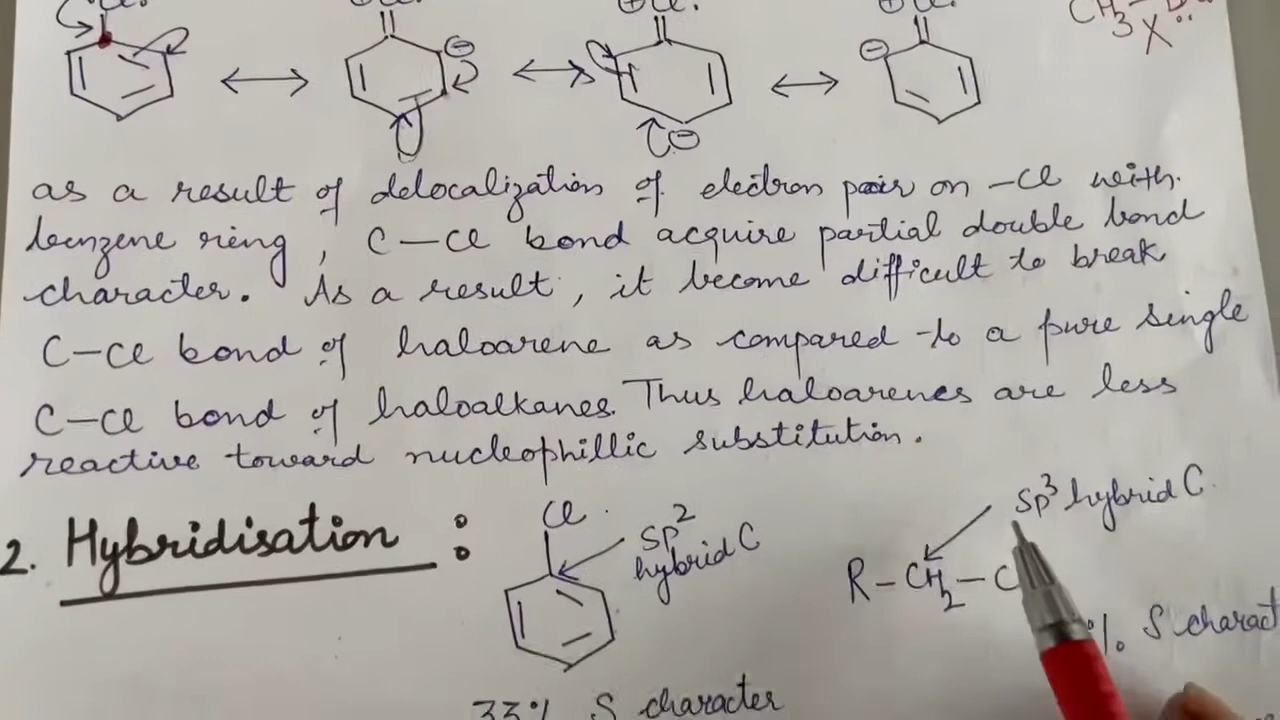 CH3
X
as a result of delocalization of electron pair on -Cl with
benzene ring, C-Cl bond acquire partial double bond
character. As a result, it become difficult to break
C-Cl bond of haloarene as compared to a pure single
C-Cl bond of haloalkanes. Thus haloarenes are less
reactive toward nucleophillic substitution.
2. Hybridisation :
Cl
sp2
hybrid C
sp3 hybrid C
R-CH2-C
% S charact
33% S character